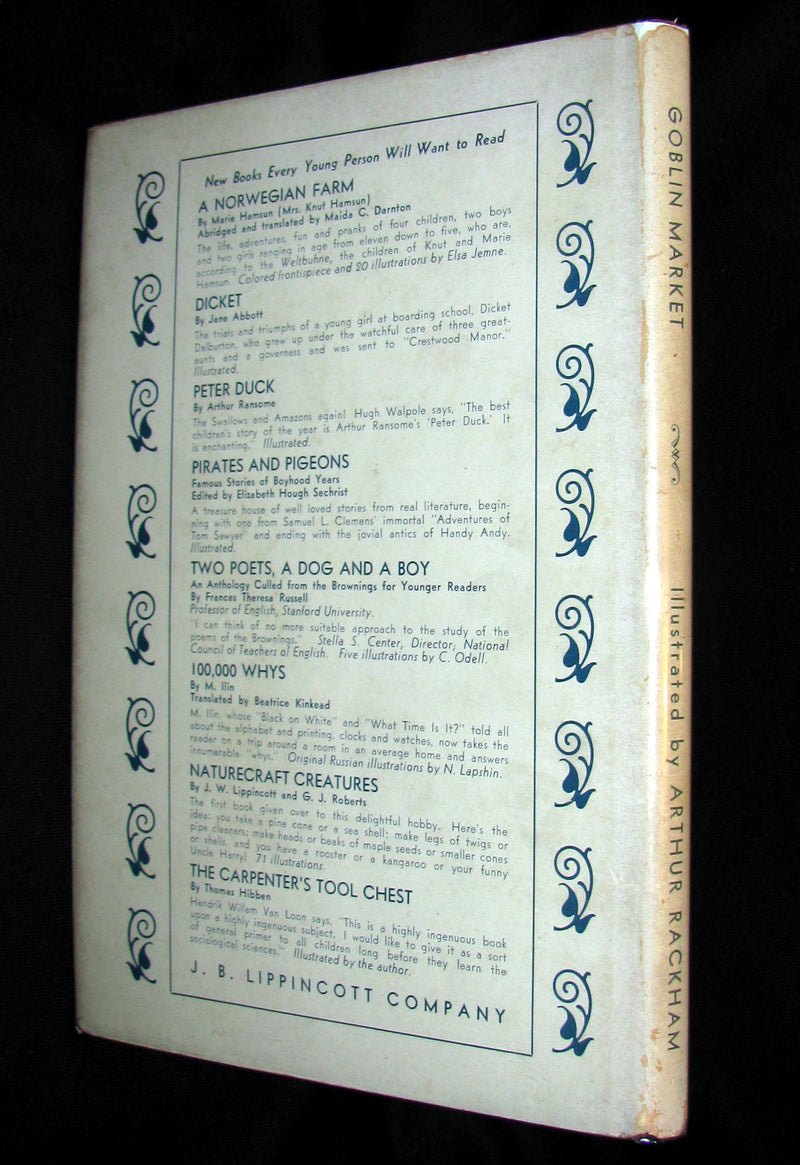 New Books Every Young Person Will Want to Read
A NORWEGIAN FARM
By Marie Hamsun (Mrs. Knut Hamsun)
Abridged and translated by Maida C. Darnton
The life, adventures, fun and pranks of four children, two boys
and two girls ranging in age from eleven down to five, who are,
according to the Weltbuhne, the children of Knut and Marie
Hamsun. Colored frontispiece and 20 illustrations by Elsa Jemne.
DICKET
By Jane Abbott
The trials and triumphs of a young girl at boarding school, Dicket
Dalburton, who grew up under the watchful care of three great-
aunts and a governess and was sent to "Crestwood Manor."
Illustrated.
PETER DUCK
By Arthur Ransome
The Swallows and Amazons again! Hugh Walpole says, "The best
children's story of the year is Arthur Ransome's 'Peter Duck.' It
is enchanting." Illustrated.
PIRATES AND PIGEONS
Famous Stories of Boyhood Years
Edited by Elizabeth Hough Sechrist
A treasure house of well loved stories from real literature, begin-
ning with one from Samuel L. Clemens' immortal "Adventures of
Tom Sawyer" and ending with the jovial antics of Handy Andy.
Illustrated.
TWO POETS, A DOG AND A BOY
An Anthology Culled from the Brownings for Younger Readers
By Frances Theresa Russell
Professor of English, Stanford University.
"I can think of no more suitable approach to the study of the
poems of the Brownings." Stella S. Center, Director, National
Council of Teachers of English. Five illustrations by C. Odell.
100,000 WHYS
By M. Ilin
Translated by Beatrice Kinkead
M. Ilin, whose "Black on White" and "What Time Is It?" told all
about the alphabet and printing, clocks and watches, now takes the
reader on a trip around a room in an average home and answers
innumerable "whys." Original Russian illustrations by N. Lapshin.
NATURECRAFT CREATURES
By J. W. Lippincott and G. J. Roberts
The first book given over to this delightful hobby. Here's the
idea: you take a pine cone or a sea shell; make legs of twigs or
pipe cleaners; make heads or beaks of maple seeds or smaller cones
or shells, and you have a rooster or a kangaroo or your funny
Uncle Harry! 71 illustrations.
THE CARPENTER'S TOOL CHEST
By Thomas Hibben
Hendrik Willem Van Loon says, "This is a highly ingenuous book
upon a highly ingenuous subject. I would like to give it as a sort
of general primer to all children long before they learn the
sociological sciences." Illustrated by the author.
J. B. LIPPINCOTT COMPANY
GOBLIN MARKET
Illustrated by ARTHUR RACKHAM